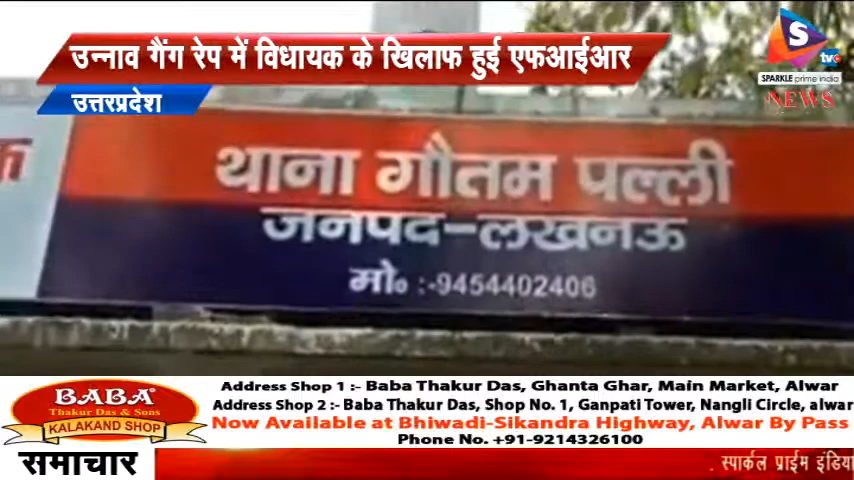 उन्नाव गैंग रेप में विधायक के खिलाफ हुई एफआईआर
S
tv
SPARKLE prime india
NEWS
उत्तरप्रदेश
थाना गौतम पल्ली
जनपद-लखनऊ
मो० :-9454402406
BABA
Thakur Das & Sons
KALAKAND SHOP
Address Shop 1 :- Baba Thakur Das, Ghanta Ghar, Main Market, Alwar
Address Shop 2 :- Baba Thakur Das, Shop No. 1, Ganpati Tower, Nangli Circle, alwar
Now Available at Bhiwadi-Sikandra Highway, Alwar By Pass
Phone No. +91-9214326100
समाचार
. स्पार्कल प्राईम इंडिया